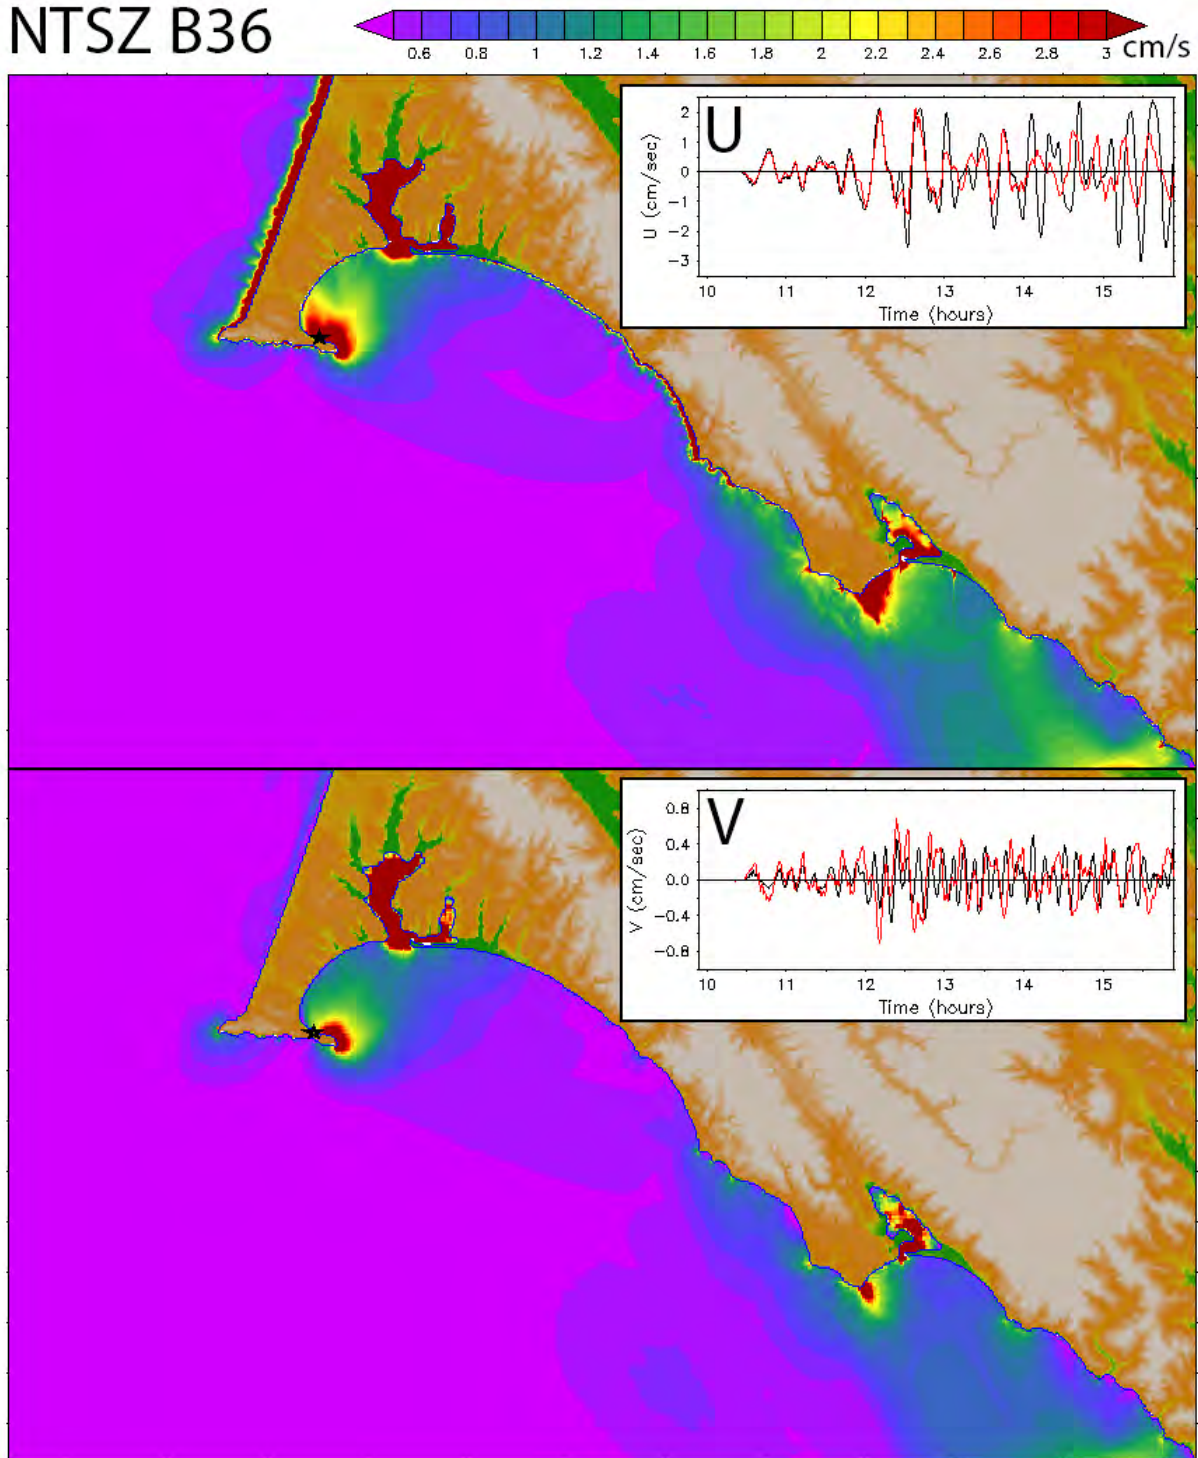 NTSZ B36
0.6 0.8 1 1.2 1.4 1.6 1.8 2 2.2 2.4 2.6 2.8 3 cm/s
U
U (cm/sec)
2
1
0
−1
−2
−3
10 11 12 13 14 15
Time (hours)
V
V (cm/sec)
0.8
0.4
0.0
−0.4
−0.8
10 11 12 13 14 15
Time (hours)